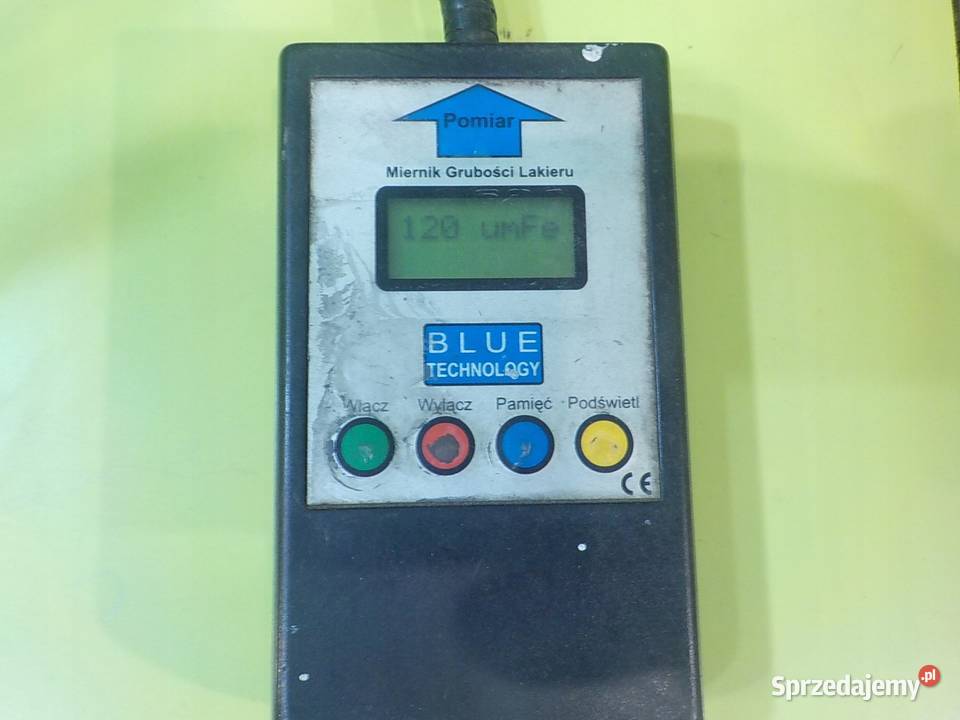 Pomiar
Miernik Grubości Lakieru
120 umFe
BLUE
TECHNOLOGY
Włącz Wyłącz Pamięć Podświetl
CE
Sprzedajemy.pl